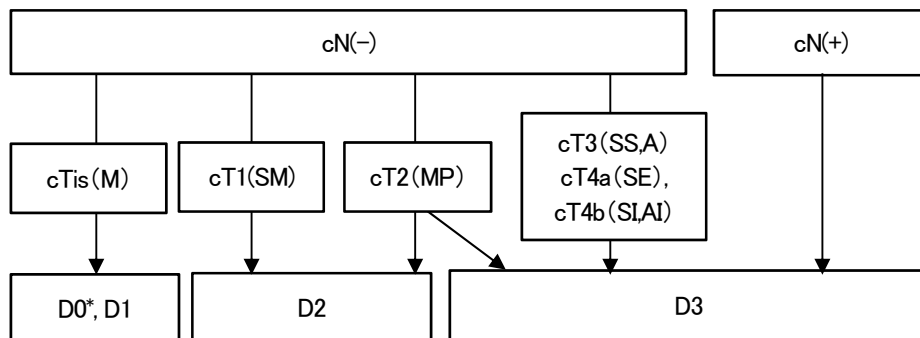 cN(−)
cN(+)
cTis(M)
cT1(SM)
cT2(MP)
cT3(SS,A)
cT4a(SE),
cT4b(SI,AI)
D0*, D1
D2
D3